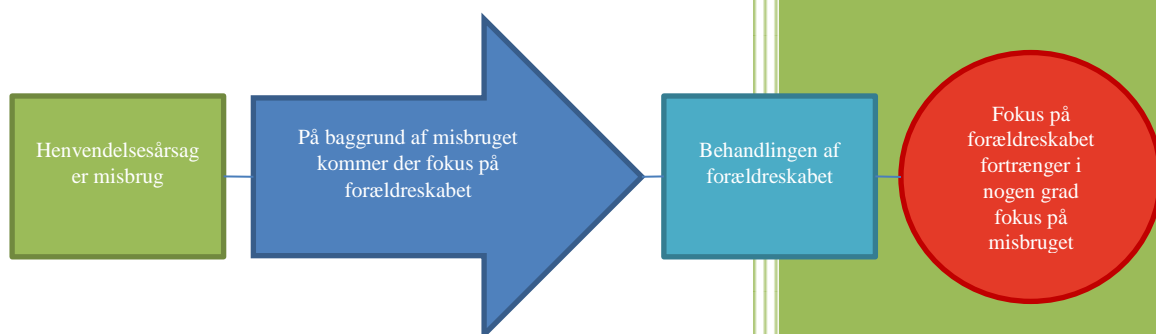 Henvendelsesårsag
er misbrug
På baggrund af misbruget
kommer der fokus på
forældreskabet
Behandlingen af
forældreskabet
Fokus på
forældreskabet
fortrænger i
nogen grad
fokus på
misbruget